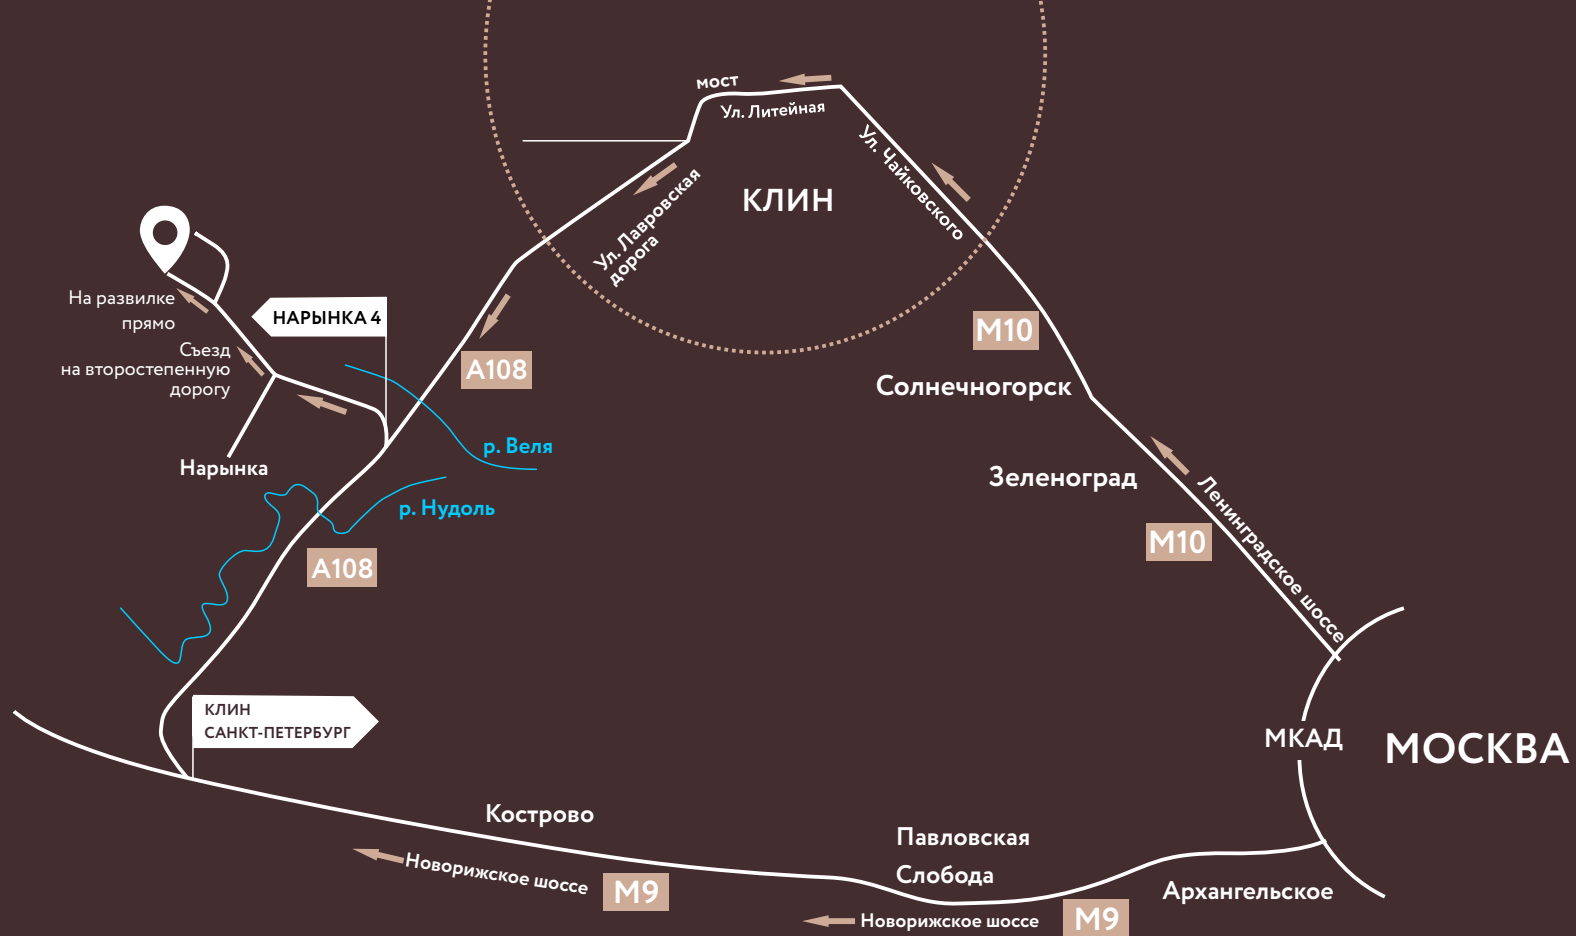 мост
Ул. Литейная
Ул. Чайковского
КЛИН
Ул. Лавровская
дорога
На развилке
прямо
НАРЫНКА 4
Съезд
на второстепенную
дорогу
А108
М10
Солнечногорск
р. Веля
Нарынка
Зеленоград
р. Нудоль
Ленинградское шоссе
М10
А108
КЛИН
САНКТ-ПЕТЕРБУРГ
МКАД
МОСКВА
Кострово
Павловская
Слобода
Новорижское шоссе
М9
Архангельское
Новорижское шоссе
М9